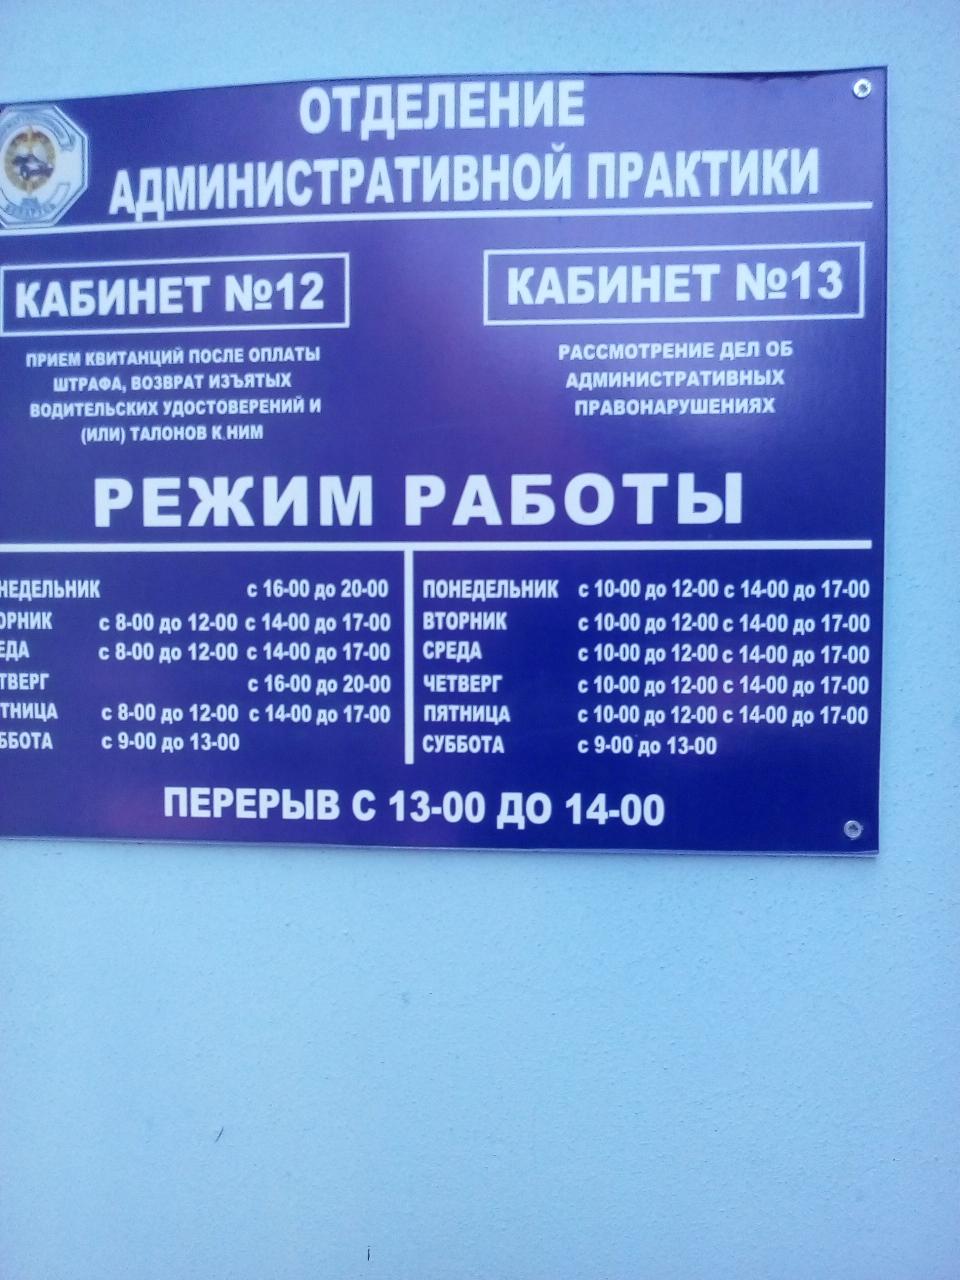 ОТДЕЛЕНИЕ
АДМИНИСТРАТИВНОЙ ПРАКТИКИ
КАБИНЕТ №12
ПРИЕМ КВИТАНЦИЙ ПОСЛЕ ОПЛАТЫ
ШТРАФА, ВОЗВРАТ ИЗЪЯТЫХ
ВОДИТЕЛЬСКИХ УДОСТОВЕРЕНИЙ И
(ИЛИ) ТАЛОНОВ К НИМ
КАБИНЕТ №13
РАССМОТРЕНИЕ ДЕЛ ОБ
АДМИНИСТРАТИВНЫХ
ПРАВОНАРУШЕНИЯХ
РЕЖИМ РАБОТЫ
НЕДЕЛЬНИК с 16-00 до 20-00
ОРНИК с 8-00 до 12-00 с 14-00 до 17-00
ЕДА с 8-00 до 12-00 с 14-00 до 17-00
ТВЕРГ с 16-00 до 20-00
ТНИЦА с 8-00 до 12-00 с 14-00 до 17-00
ББОТА с 9-00 до 13-00
ПОНЕДЕЛЬНИК с 10-00 до 12-00 с 14-00 до 17-00
ВТОРНИК с 10-00 до 12-00 с 14-00 до 17-00
СРЕДА с 10-00 до 12-00 с 14-00 до 17-00
ЧЕТВЕРГ с 10-00 до 12-00 с 14-00 до 17-00
ПЯТНИЦА с 10-00 до 12-00 с 14-00 до 17-00
СУББОТА с 9-00 до 13-00
ПЕРЕРЫВ С 13-00 ДО 14-00